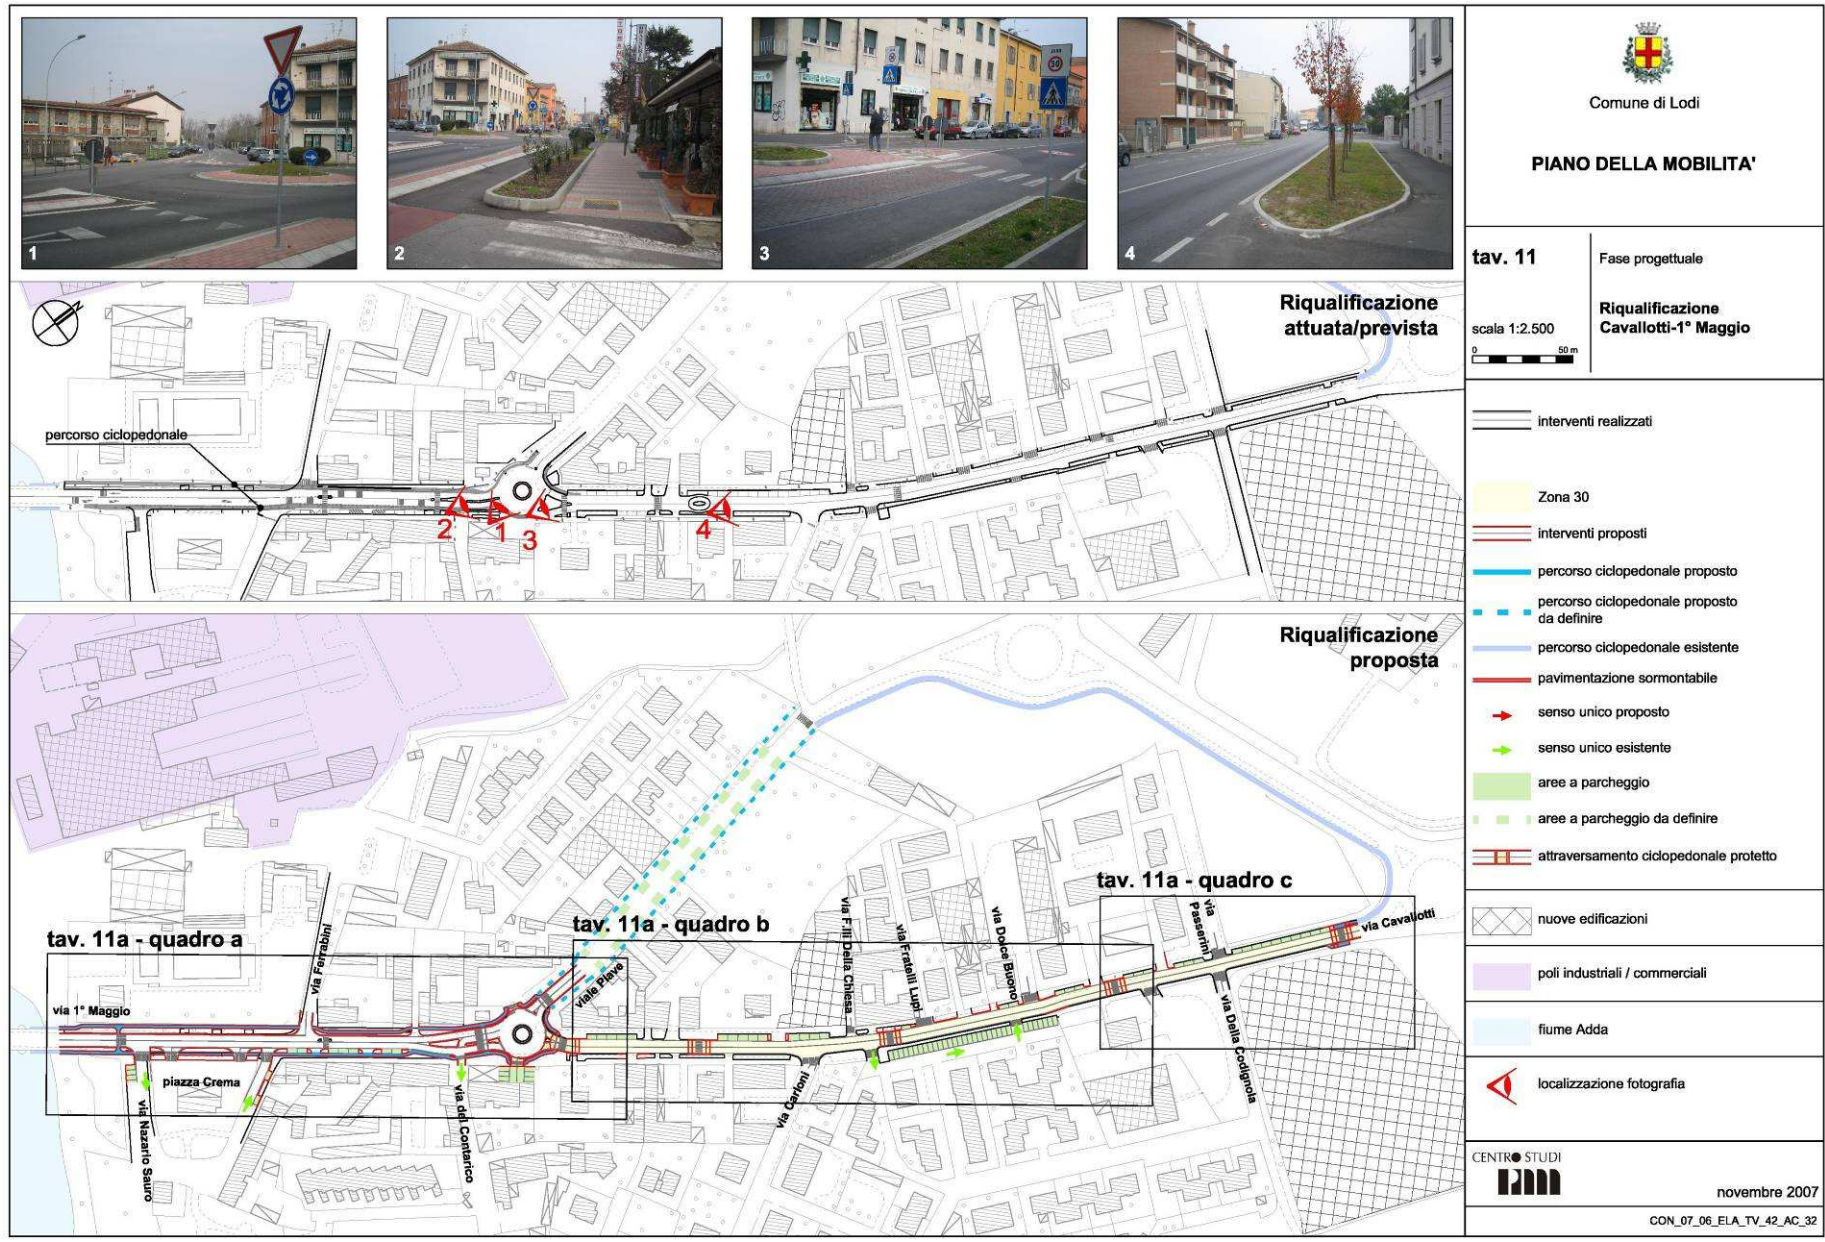 1
2
3
4
30
Comune di Lodi
PIANO DELLA MOBILITA'
tav. 11
Fase progettuale
scala 1:2.500
0
50 m
Riqualificazione
Cavallotti-1° Maggio
Riqualificazione
attuata/prevista
N
percorso ciclopedonale
2
1
3
4
interventi realizzati
Zona 30
interventi proposti
percorso ciclopedonale proposto
percorso ciclopedonale proposto
da definire
percorso ciclopedonale esistente
pavimentazione sormontabile
senso unico proposto
senso unico esistente
aree a parcheggio
aree a parcheggio da definire
attraversamento ciclopedonale protetto
nuove edificazioni
poli industriali / commerciali
fiume Adda
localizzazione fotografia
Riqualificazione
proposta
tav. 11a - quadro a
tav. 11a - quadro b
tav. 11a - quadro c
via 1° Maggio
via Ferrabini
viale Piave
via F.lli Della Chiesa
via Fratelli Lupi
via Dolce Buono
via
Passerini
via Cavallotti
piazza Crema
via Nazario Sauro
via del Contarico
via Carloni
via Della Codignola
CENTRO STUDI
PIM
novembre 2007
CON_07_06_ELA_TV_42_AC_32